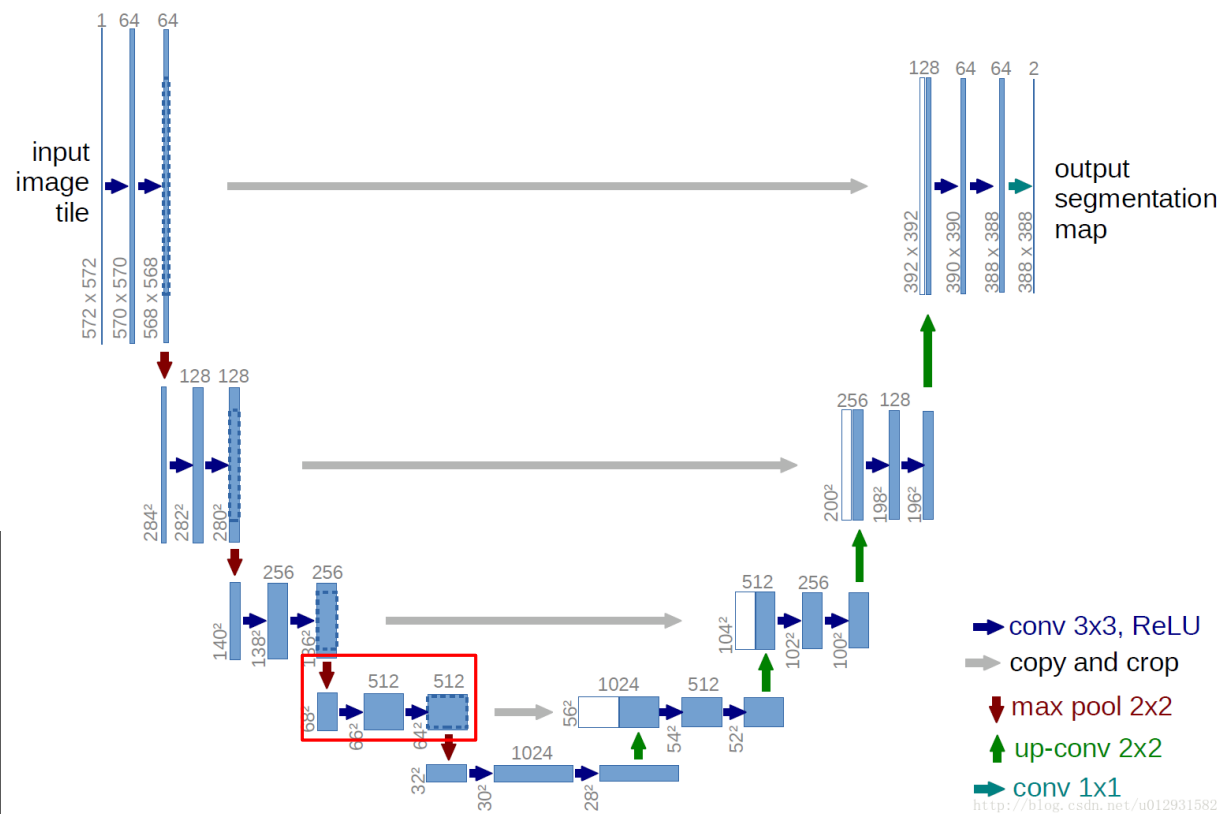 1 64 64
input
image
tile
572 x 572
570 x 570
568 x 568
128 64 64 2
output
segmentation
map
392 x 392
390 x 390
388 x 388
388 x 388
128 128
284²
282²
280²
256 128
200²
198²
196²
256 256
140²
138²
136²
512 256
104²
102²
100²
512 512
68²
66²
64²
1024 512
56²
54²
52²
1024
32²
30²
28²
conv 3x3, ReLU
copy and crop
max pool 2x2
up-conv 2x2
conv 1x1
http://blog.csdn.net/u012931582